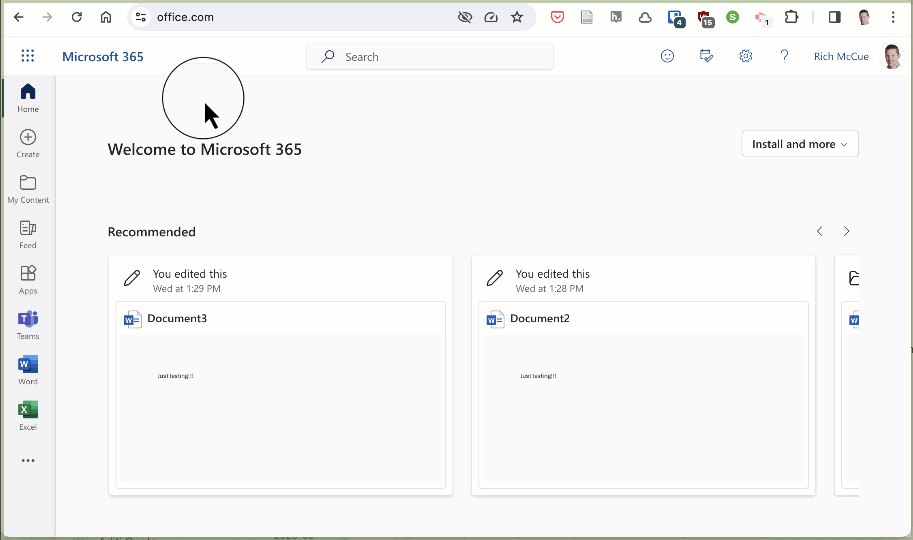 office.com
4
15
S
1
Microsoft 365
Search
?
Rich McCue
Home
Create
My Content
Feed
Apps
Teams
Word
Excel
Welcome to Microsoft 365
Install and more
Recommended
You edited this
Wed at 1:29 PM
Document3
Just testing!!!
You edited this
Wed at 1:28 PM
Document2
Just testing!!!